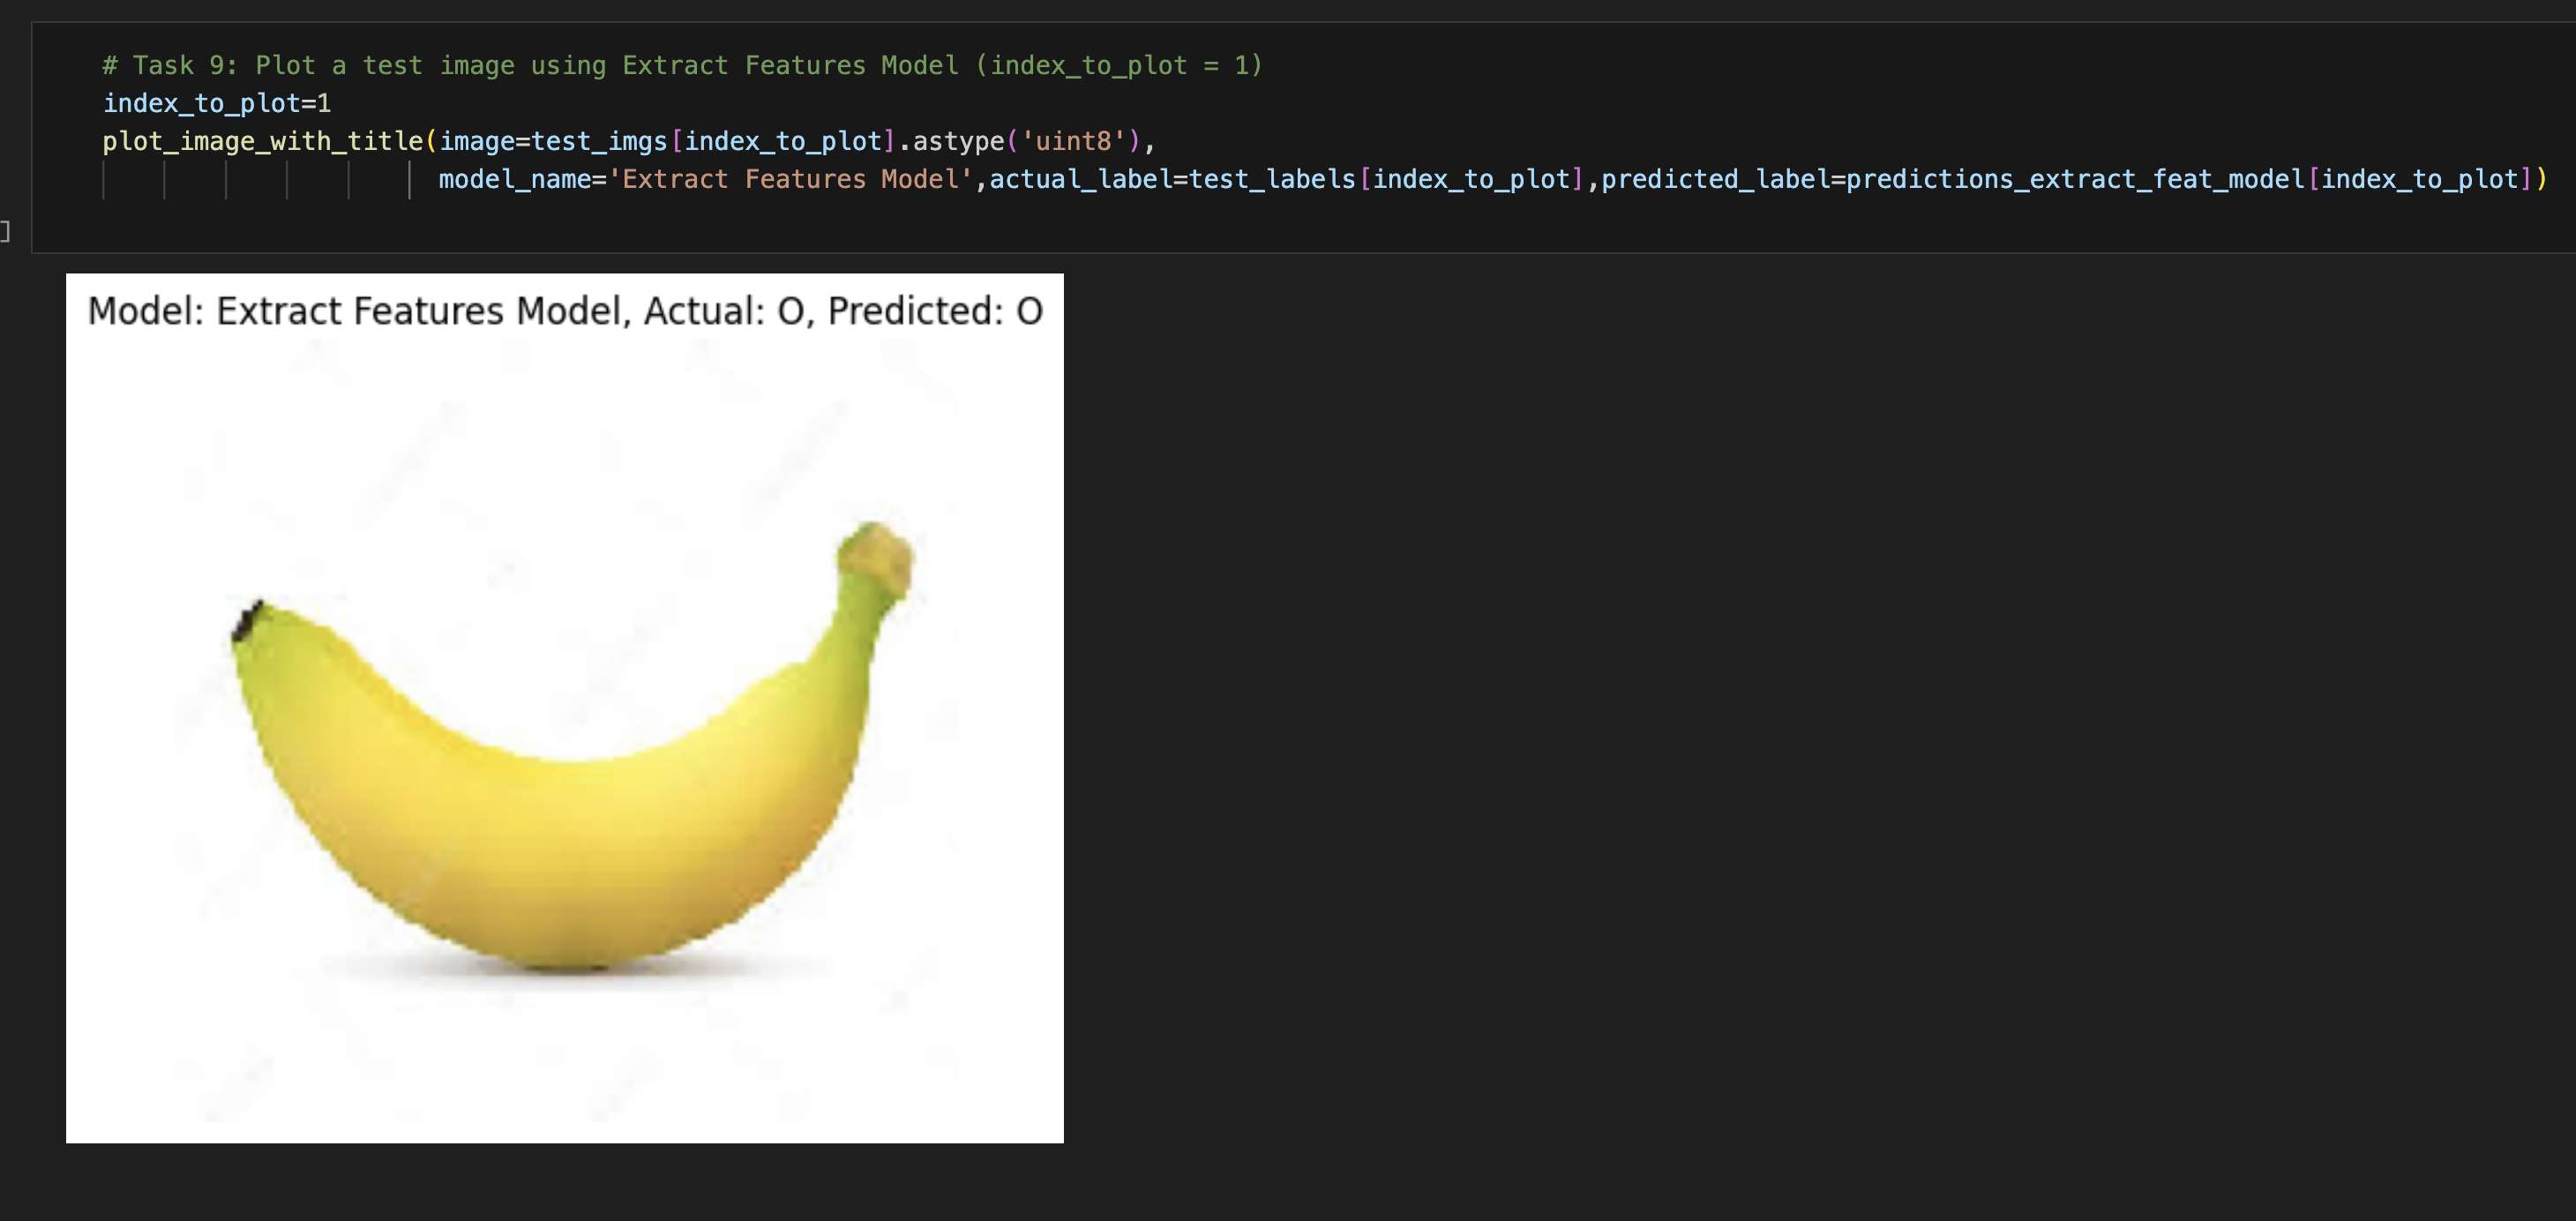 # Task 9: Plot a test image using Extract Features Model (index_to_plot = 1)
index_to_plot=1
plot_image_with_title(image=test_imgs[index_to_plot].astype('uint8'),
model_name='Extract Features Model',actual_label=test_labels[index_to_plot],predicted_label=predictions_extract_feat_model[index_to_plot])
]
Model: Extract Features Model, Actual: O, Predicted: O